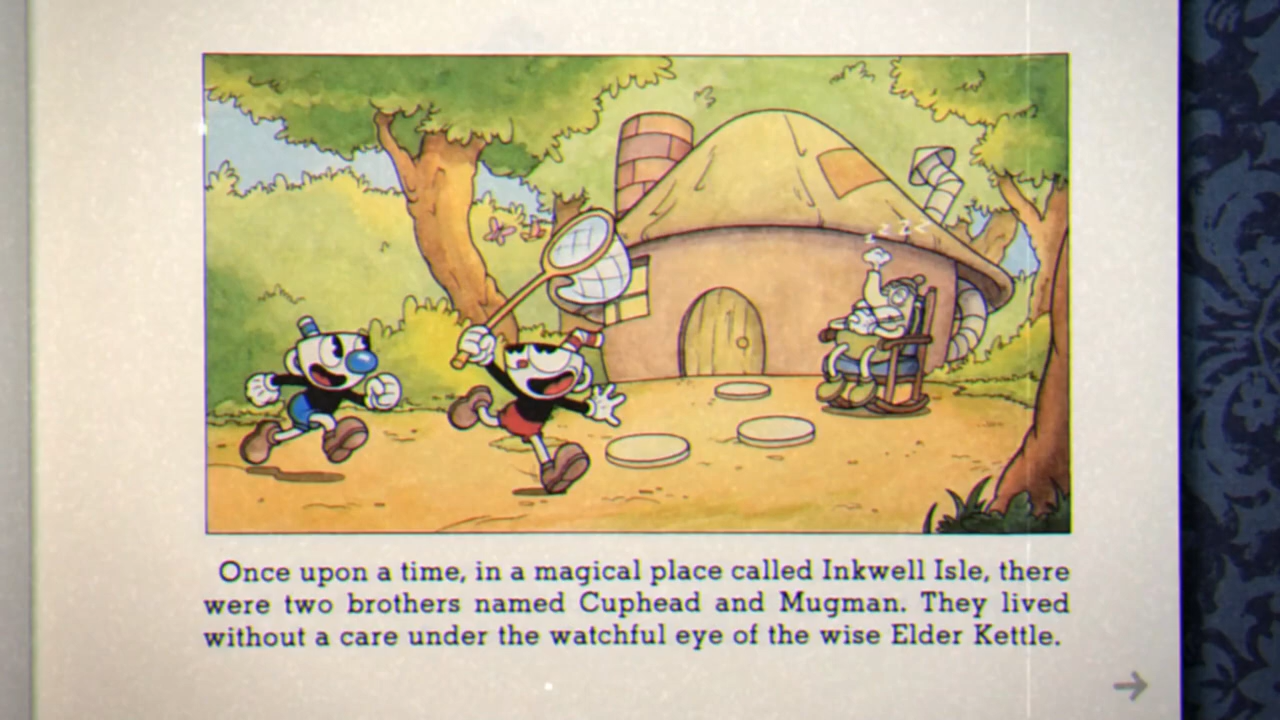 z z Z z
Once upon a time, in a magical place called Inkwell Isle, there
were two brothers named Cuphead and Mugman. They lived
without a care under the watchful eye of the wise Elder Kettle.